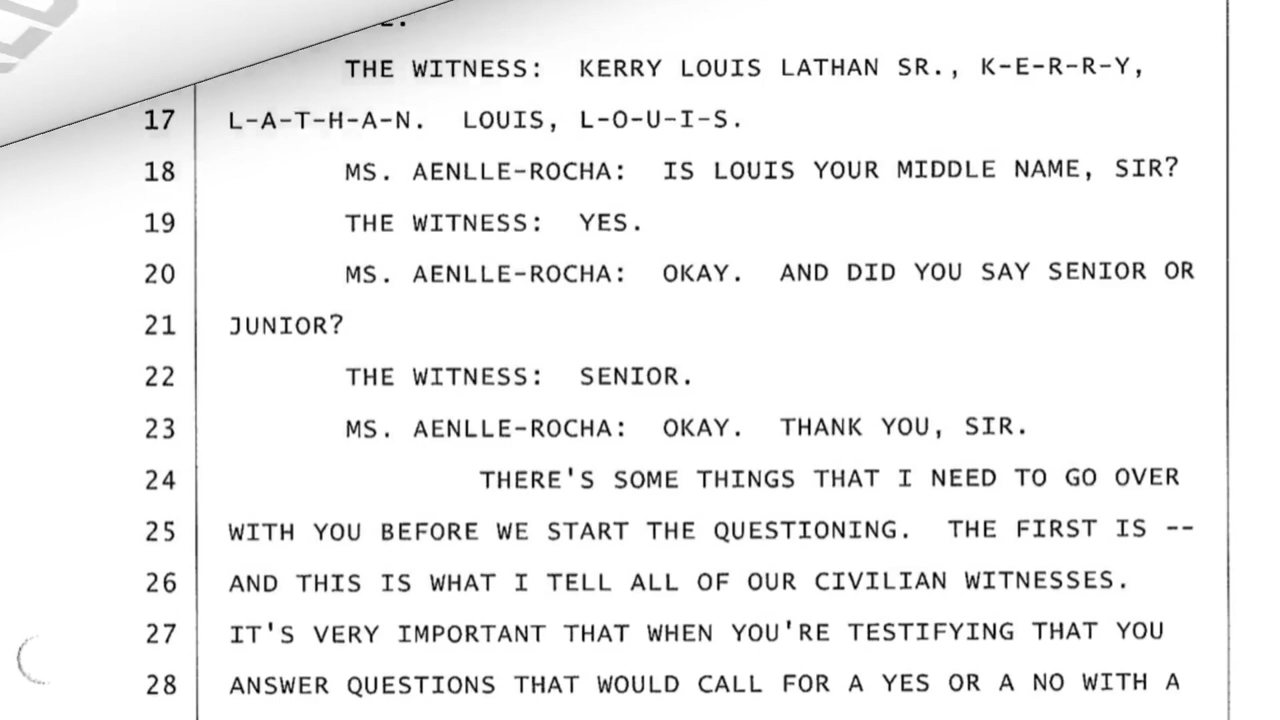 THE WITNESS: KERRY LOUIS LATHAN SR., K-E-R-R-Y,
17 L-A-T-H-A-N. LOUIS, L-O-U-I-S.
18 MS. AENLLE-ROCHA: IS LOUIS YOUR MIDDLE NAME, SIR?
19 THE WITNESS: YES.
20 MS. AENLLE-ROCHA: OKAY. AND DID YOU SAY SENIOR OR
21 JUNIOR?
22 THE WITNESS: SENIOR.
23 MS. AENLLE-ROCHA: OKAY. THANK YOU, SIR.
24 THERE'S SOME THINGS THAT I NEED TO GO OVER
25 WITH YOU BEFORE WE START THE QUESTIONING. THE FIRST IS --
26 AND THIS IS WHAT I TELL ALL OF OUR CIVILIAN WITNESSES.
27 IT'S VERY IMPORTANT THAT WHEN YOU'RE TESTIFYING THAT YOU
28 ANSWER QUESTIONS THAT WOULD CALL FOR A YES OR A NO WITH A